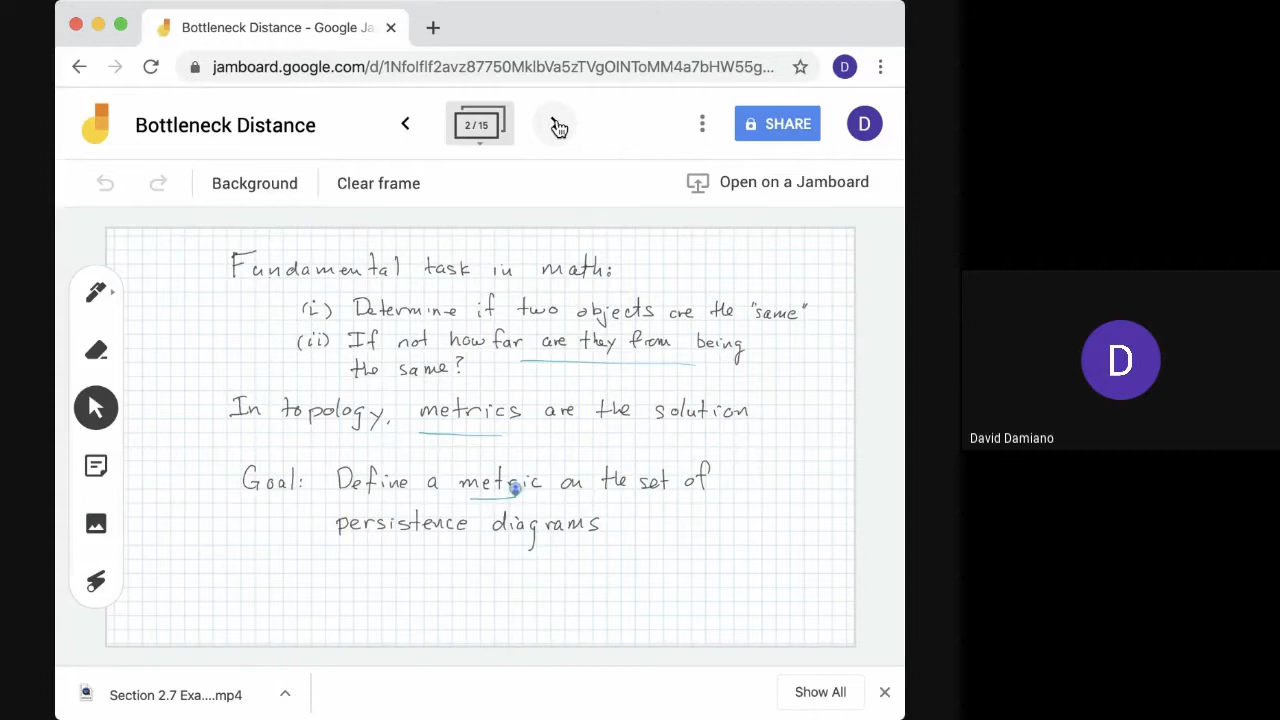 Bottleneck Distance - Google Ja
jamboard.google.com/d/1Nfolflf2avz87750MklbVa5zTVgOlNToMM4a7bHW55g...
D
Bottleneck Distance
2 / 15
SHARE
D
Background
Clear frame
Open on a Jamboard
Fundamental task in math:
(i) Determine if two objects are the "same"
(ii) If not how far are they from being
the same?
In topology, metrics are the solution
Goal: Define a metric on the set of
persistence diagrams
D
David Damiano
Section 2.7 Exa....mp4
Show All